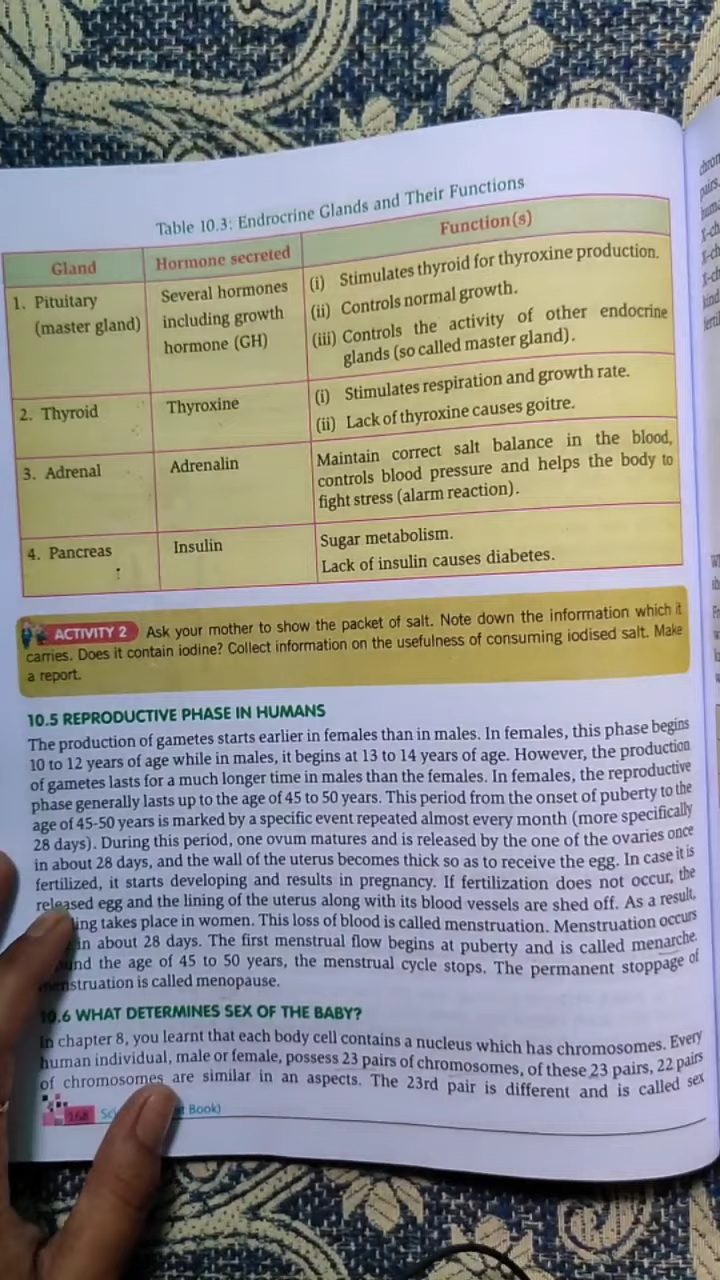 Table 10.3: Endocrine Glands and Their Functions
Gland
Hormone secreted
Function(s)
1. Pituitary
(master gland)
Several hormones
including growth
hormone (GH)
(i) Stimulates thyroid for thyroxine production.
(ii) Controls normal growth.
(iii) Controls the activity of other endocrine
glands (so called master gland).
2. Thyroid
Thyroxine
(i) Stimulates respiration and growth rate.
(ii) Lack of thyroxine causes goitre.
3. Adrenal
Adrenalin
Maintain correct salt balance in the blood,
controls blood pressure and helps the body to
fight stress (alarm reaction).
4. Pancreas
Insulin
Sugar metabolism.
Lack of insulin causes diabetes.
ACTIVITY 2 Ask your mother to show the packet of salt. Note down the information which it
carries. Does it contain iodine? Collect information on the usefulness of consuming iodised salt. Make
a report.
10.5 REPRODUCTIVE PHASE IN HUMANS
The production of gametes starts earlier in females than in males. In females, this phase begins
10 to 12 years of age while in males, it begins at 13 to 14 years of age. However, the production
of gametes lasts for a much longer time in males than the females. In females, the reproductive
phase generally lasts up to the age of 45 to 50 years. This period from the onset of puberty to the
age of 45-50 years is marked by a specific event repeated almost every month (more specifically
28 days). During this period, one ovum matures and is released by the one of the ovaries once
in about 28 days, and the wall of the uterus becomes thick so as to receive the egg. In case it is
fertilized, it starts developing and results in pregnancy. If fertilization does not occur, the
released egg and the lining of the uterus along with its blood vessels are shed off. As a result,
takes place in women. This loss of blood is called menstruation. Menstruation occurs
in about 28 days. The first menstrual flow begins at puberty and is called menarche.
the age of 45 to 50 years, the menstrual cycle stops. The permanent stoppage of
menstruation is called menopause.
10.6 WHAT DETERMINES SEX OF THE BABY?
In chapter 8, you learnt that each body cell contains a nucleus which has chromosomes. Every
human individual, male or female, possess 23 pairs of chromosomes, of these 23 pairs, 22 pairs
of chromosomes are similar in an aspects. The 23rd pair is different and is called sex
168 Book)